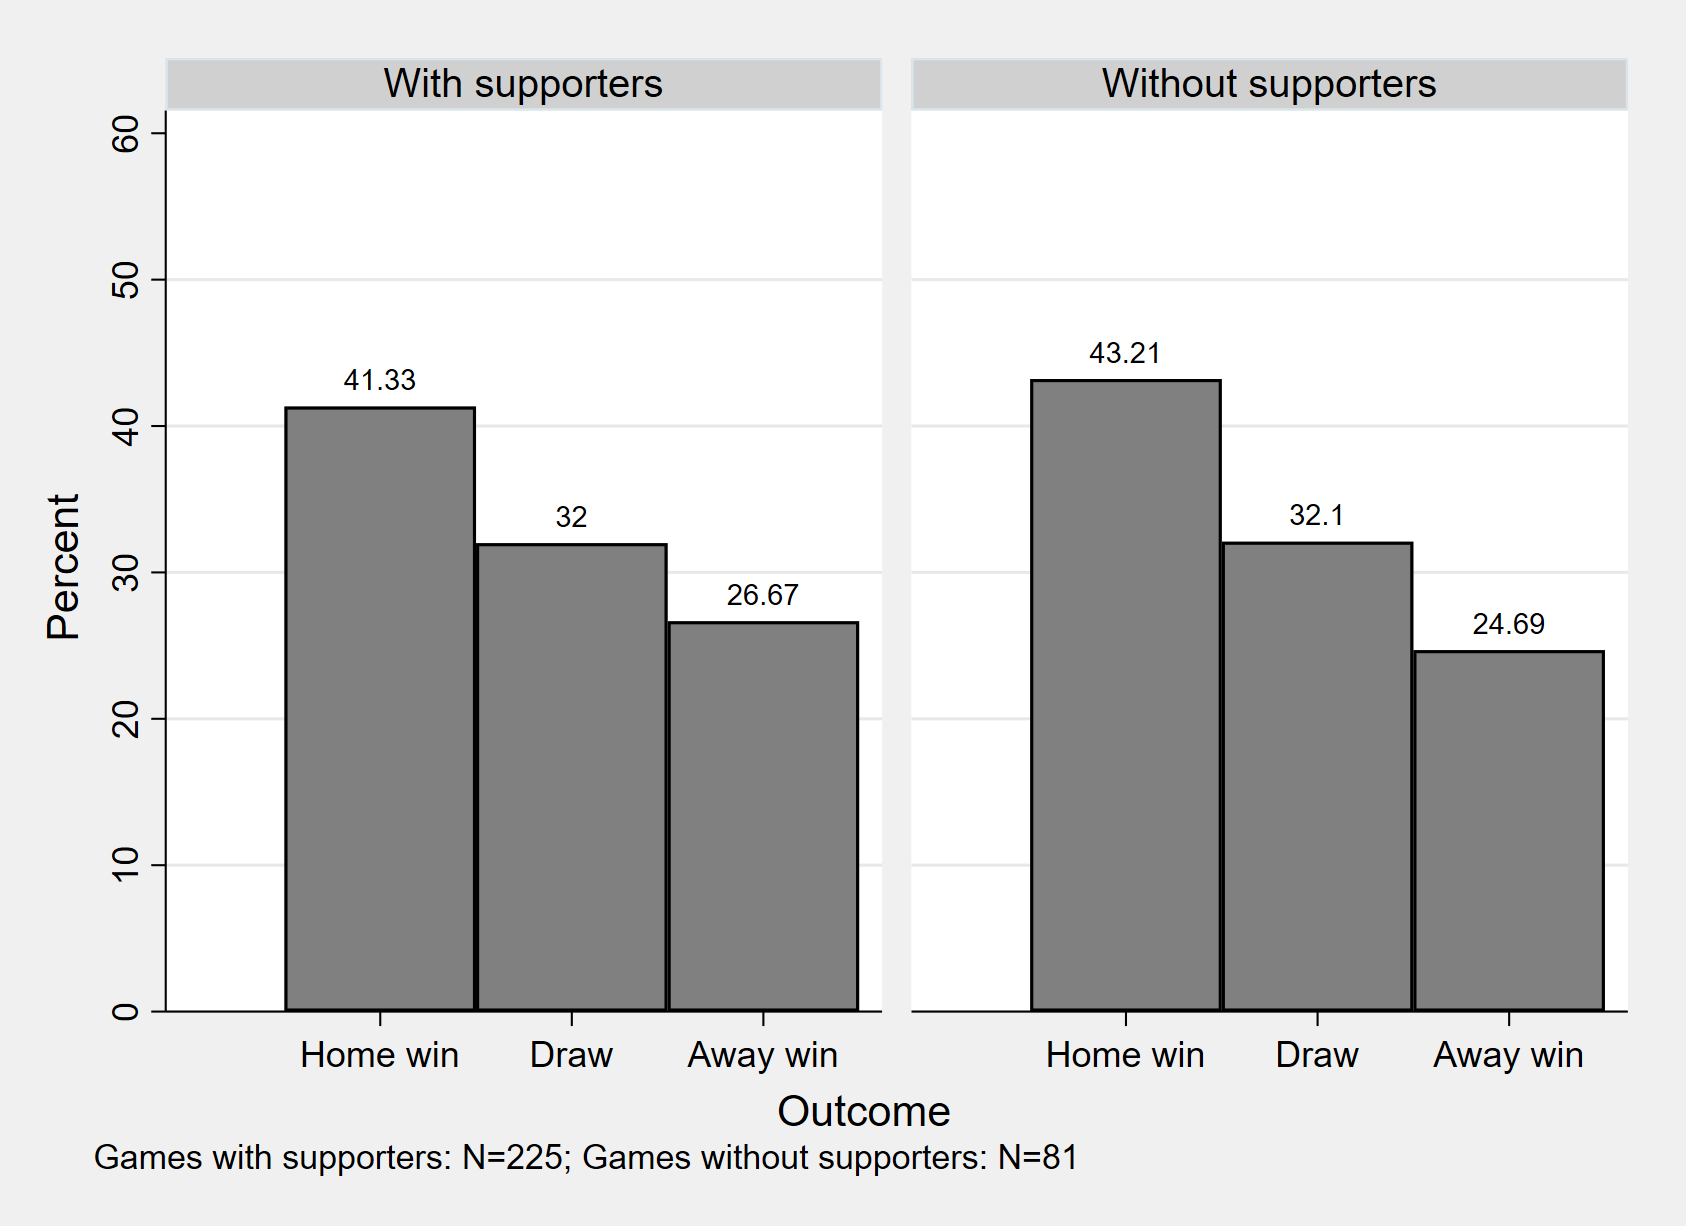 With supporters
Without supporters
Percent
60
50
40
30
20
10
0
41.33
32
26.67
43.21
32.1
24.69
Home win
Draw
Away win
Home win
Draw
Away win
Outcome
Games with supporters: N=225; Games without supporters: N=81